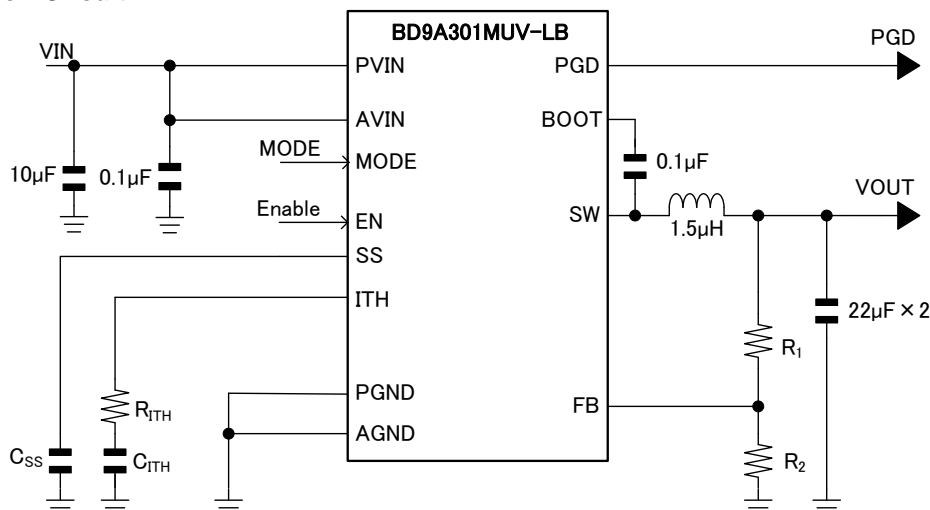 BD9A301MUV-LB
VIN
PVIN
PGD
PGD
AVIN
BOOT
MODE
MODE
10µF
0.1µF
0.1µF
VOUT
Enable
EN
SW
1.5µH
SS
ITH
22µF×2
R1
PGND
RITH
FB
AGND
CSS
CITH
R2